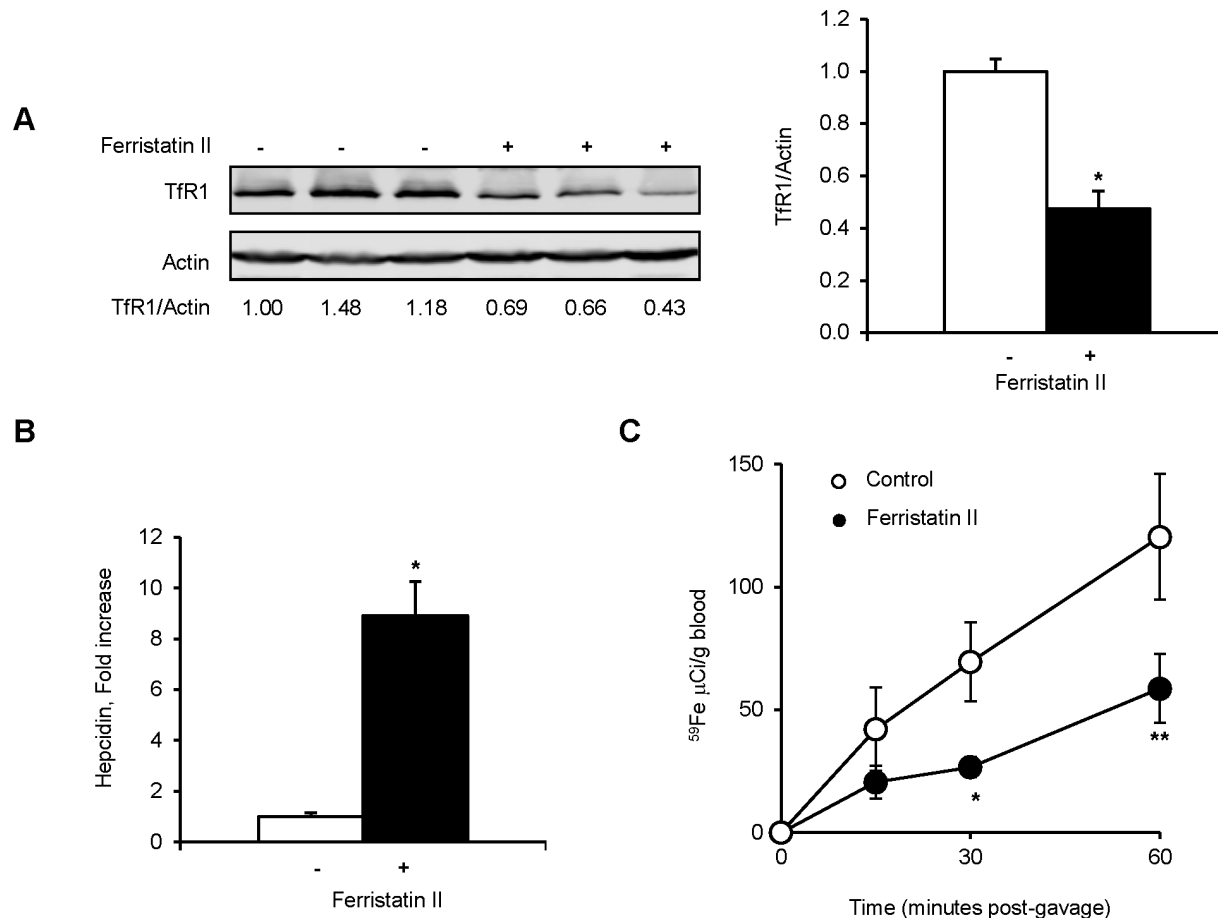 A
Ferristatin II - - - + + +
TfR1
Actin
TfR1/Actin 1.00 1.48 1.18 0.69 0.66 0.43
TfR1/Actin
1.2
1.0
0.8
0.6
0.4
0.2
0.0
*
- +
Ferristatin II
B
Hepcidin, Fold increase
12
10
8
6
4
2
0
*
- +
Ferristatin II
C
⁵⁹Fe μCi/g blood
150
100
50
0
Control
Ferristatin II
*
**
0 30 60
Time (minutes post-gavage)